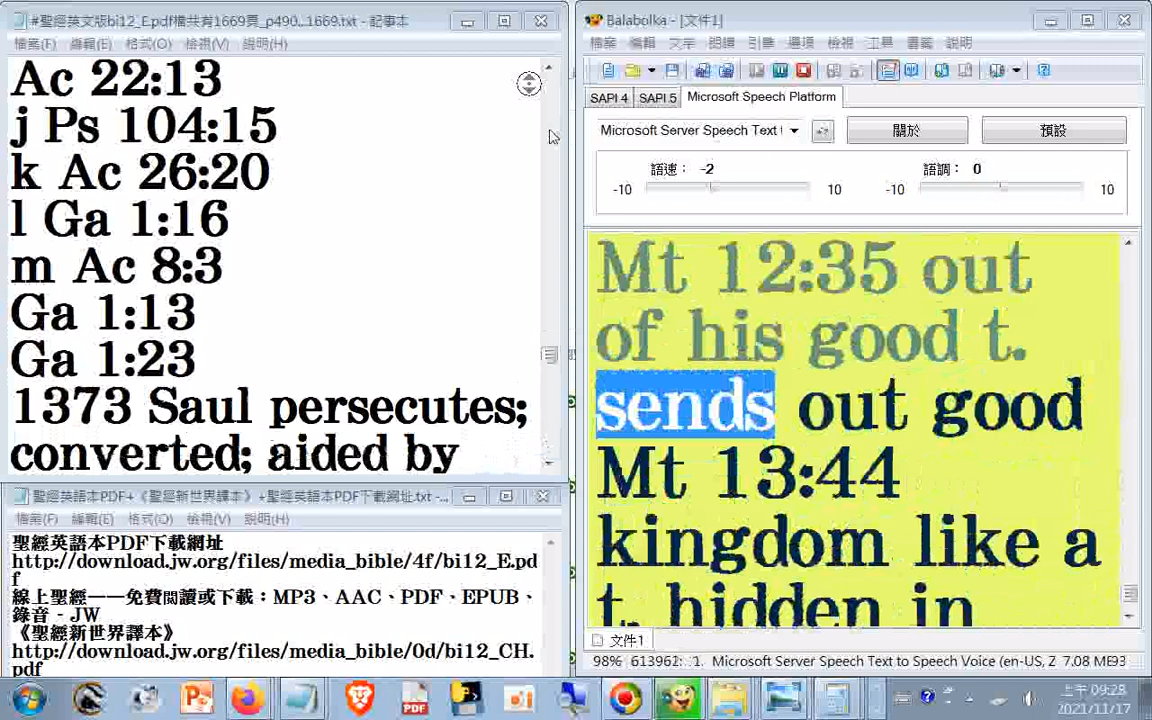 #聖經英文版bi12_E.pdf檔共有1669頁_p490...1669.txt - 記事本
檔案(F) 編輯(E) 格式(O) 檢視(V) 說明(H)
Ac 22:13
j Ps 104:15
k Ac 26:20
l Ga 1:16
m Ac 8:3
Ga 1:13
Ga 1:23
1373 Saul persecutes;
converted; aided by
聖經英語本PDF+《聖經新世界譯本》+聖經英語本PDF下載網址.txt -...
檔案(F) 編輯(E) 格式(O) 檢視(V) 說明(H)
聖經英語本PDF下載網址
http://download.jw.org/files/media_bible/4f/bi12_E.pd
f
線上聖經——免費閱讀或下載：MP3、AAC、PDF、EPUB、
錄音 - JW
《聖經新世界譯本》
http://download.jw.org/files/media_bible/0d/bi12_CH.
pdf
Balabolka - [文件1]
檔案 編輯 文字 朗讀 引擎 選項 檢視 工具 書籤 說明
SAPI 4 SAPI 5 Microsoft Speech Platform
Microsoft Server Speech Text 關於 預設
語速： -2 語調： 0
-10 10 -10 10
Mt 12:35 out
of his good t.
sends out good
Mt 13:44
kingdom like a
t. hidden in
文件1
98% 613962: 1. Microsoft Server Speech Text to Speech Voice (en-US, Z 7.08 ME93
上午 09:28
2021/11/17